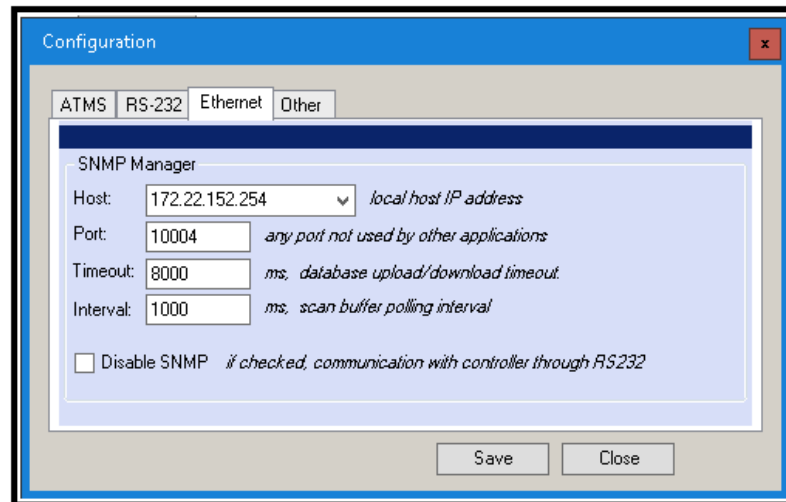 Configuration
x
ATMS RS-232 Ethernet Other
SNMP Manager
Host: 172.22.152.254 local host IP address
Port: 10004 any port not used by other applications
Timeout: 8000 ms, database upload/download timeout.
Interval: 1000 ms, scan buffer polling interval
Disable SNMP if checked, communication with controller through RS232
Save Close